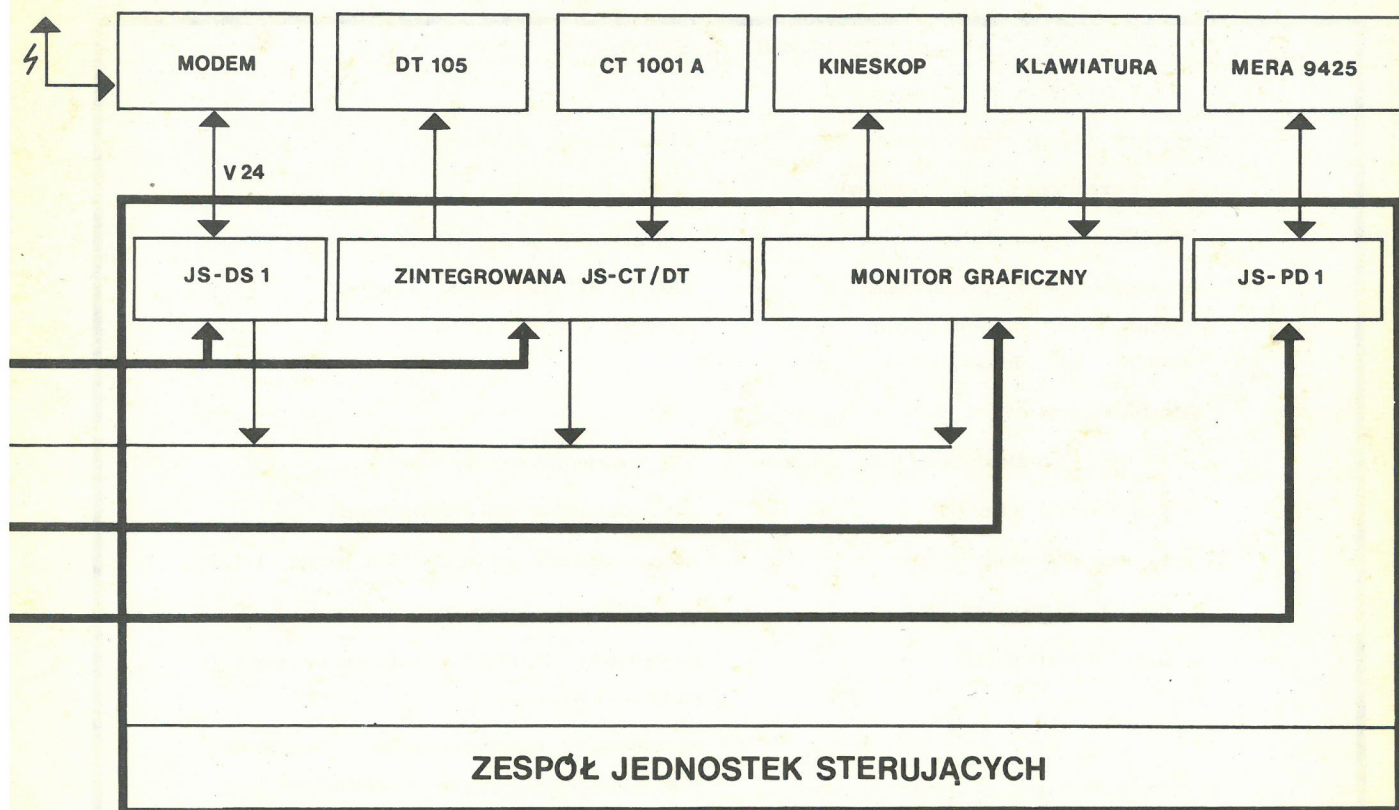 MODEM
DT 105
CT 1001 A
KINESKOP
KLAWIATURA
MERA 9425
V 24
JS-DS 1
ZINTEGROWANA JS-CT/DT
MONITOR GRAFICZNY
JS-PD 1
ZESPÓŁ JEDNOSTEK STERUJĄCYCH